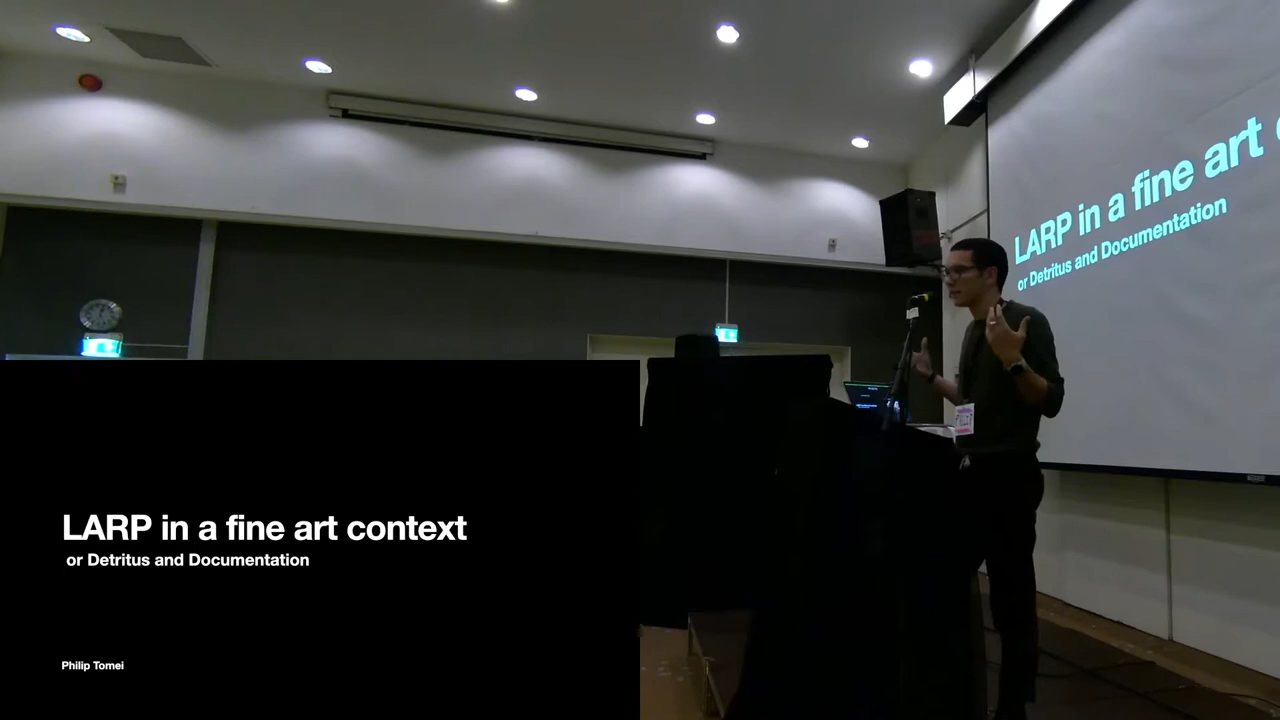 LARP in a fine art
or Detritus and Documentation
LARP in a fine art context
or Detritus and Documentation
Philip Tomei